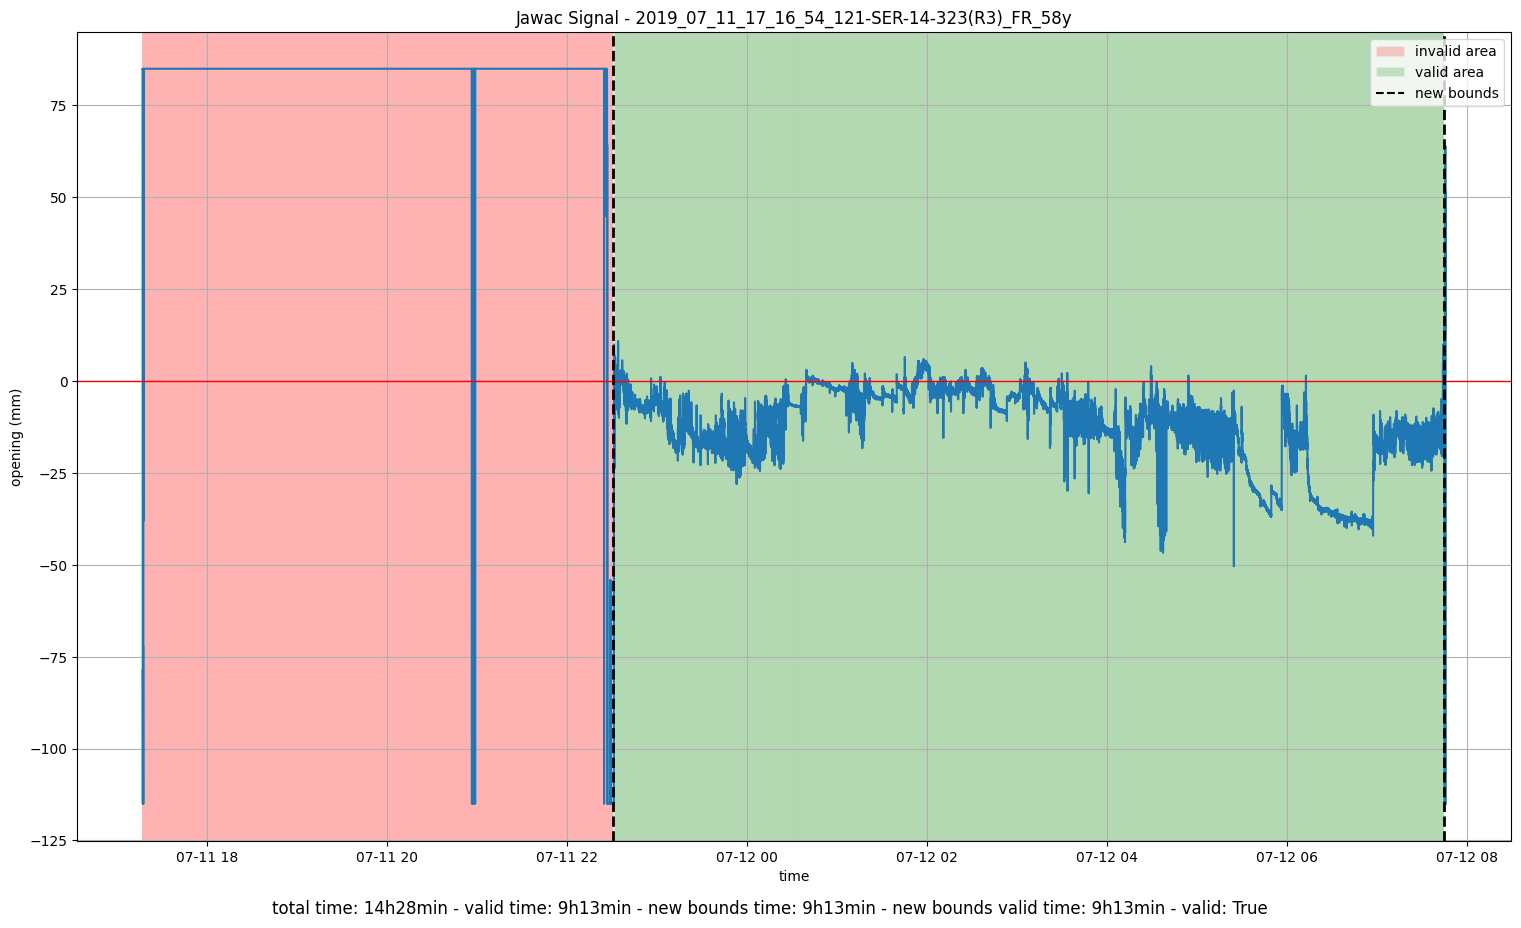 Jawac Signal - 2019_07_11_17_16_54_121-SER-14-323(R3)_FR_58y
invalid area
valid area
new bounds
75
50
25
0
−25
−50
−75
−100
−125
opening (mm)
07-11 18
07-11 20
07-11 22
07-12 00
07-12 02
07-12 04
07-12 06
07-12 08
time
total time: 14h28min - valid time: 9h13min - new bounds time: 9h13min - new bounds valid time: 9h13min - valid: True